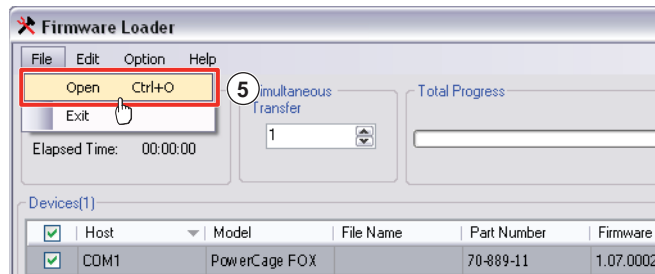 Firmware Loader
File Edit Option Help
Open Ctrl+O
5
Simultaneous Transfer
Total Progress
Exit
1
Elapsed Time: 00:00:00
Devices(1)
Host Model File Name Part Number Firmware
COM1 PowerCage FOX 70-889-11 1.07.0002